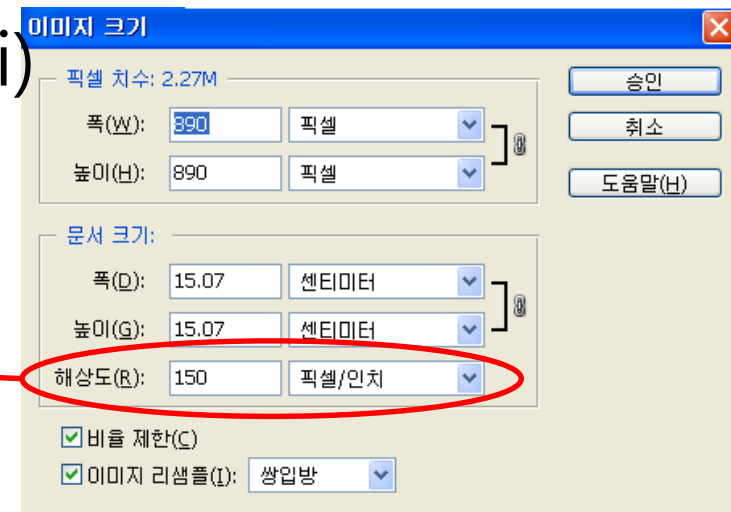 이미지 크기
i)
픽셀 치수: 2.27M
폭(W): 890 픽셀
높이(H): 890 픽셀
승인
취소
도움말(H)
문서 크기:
폭(D): 15.07 센티미터
높이(G): 15.07 센티미터
해상도(R): 150 픽셀/인치
비율 제한(C)
이미지 리샘플(I): 쌍입방